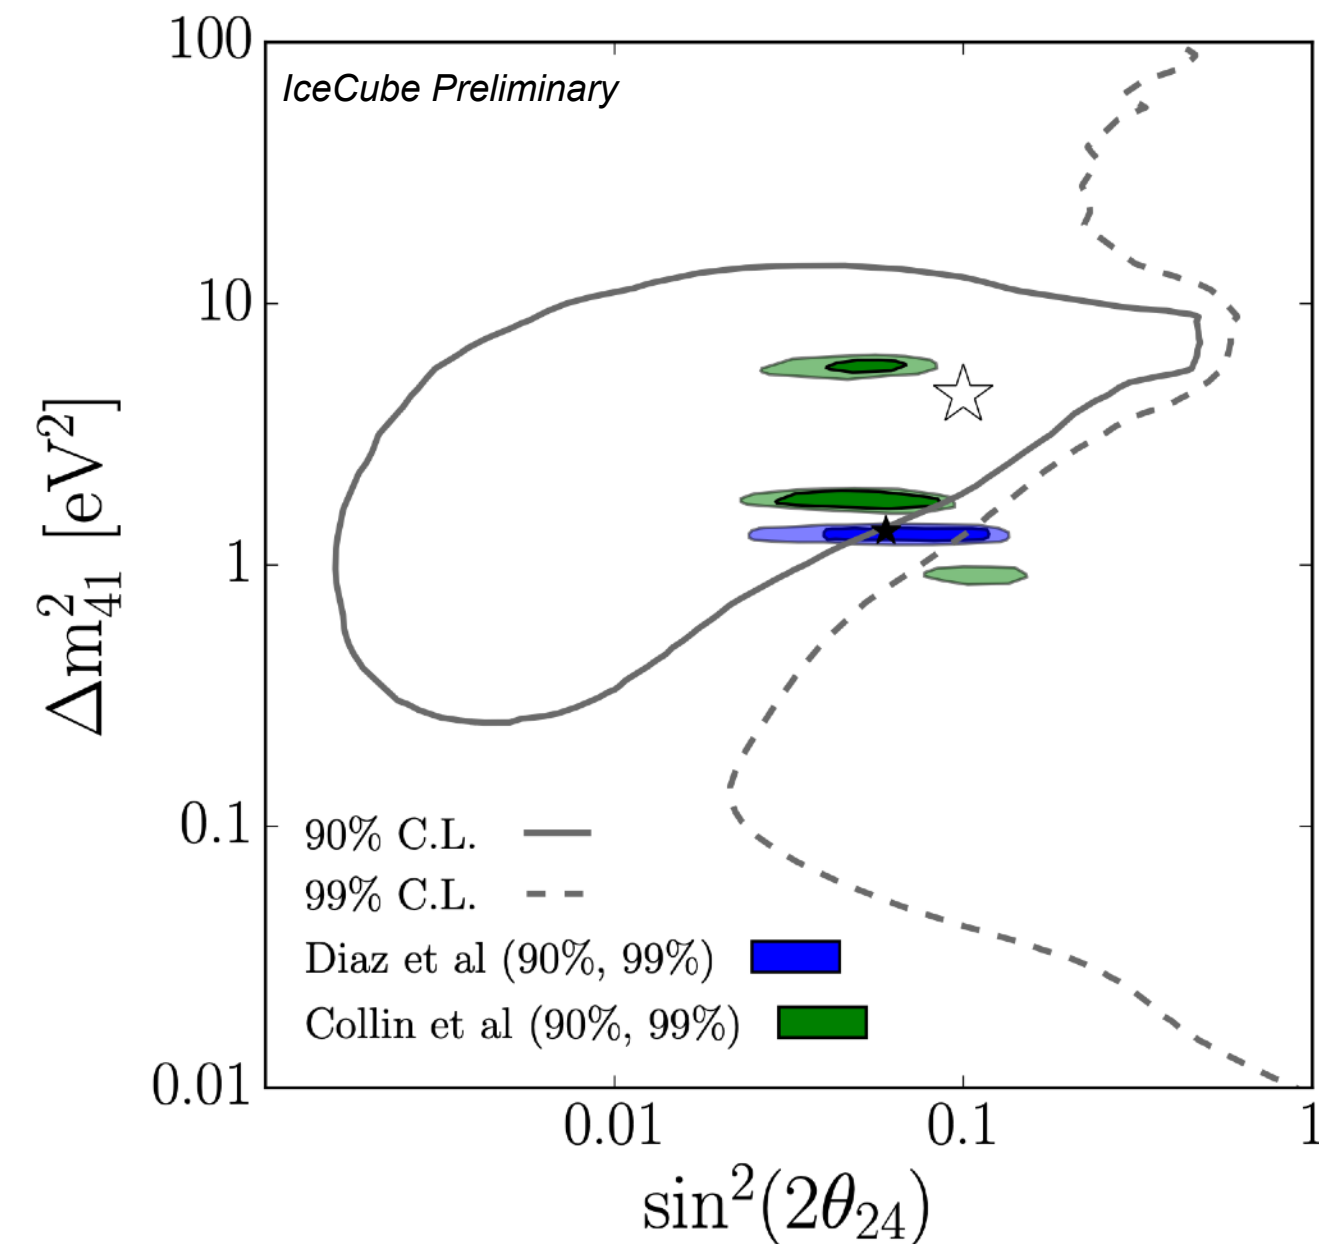 100
IceCube Preliminary
10
1
0.1
0.01
Δm²₄₁ [eV²]
90% C.L.
99% C.L.
Diaz et al (90%, 99%)
Collin et al (90%, 99%)
0.01 0.1 1
sin²(2θ₂₄)